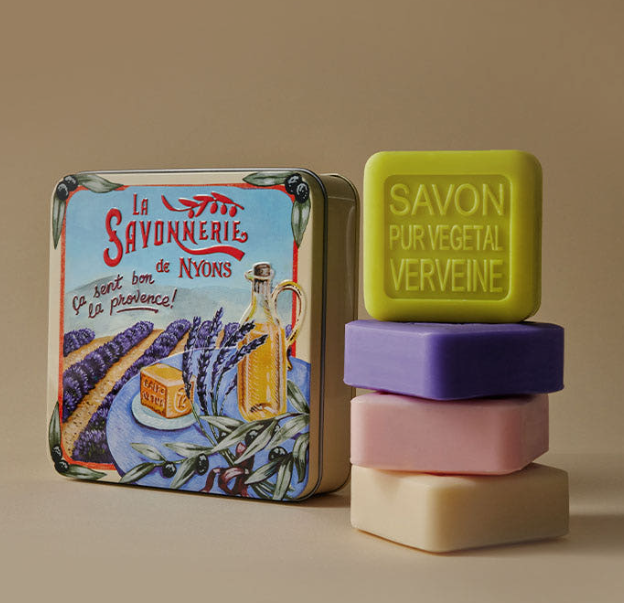 La
Savonnerie
de Nyons
ça sent bon
la provence!
SAVON
PUR VEGETAL
VERVEINE